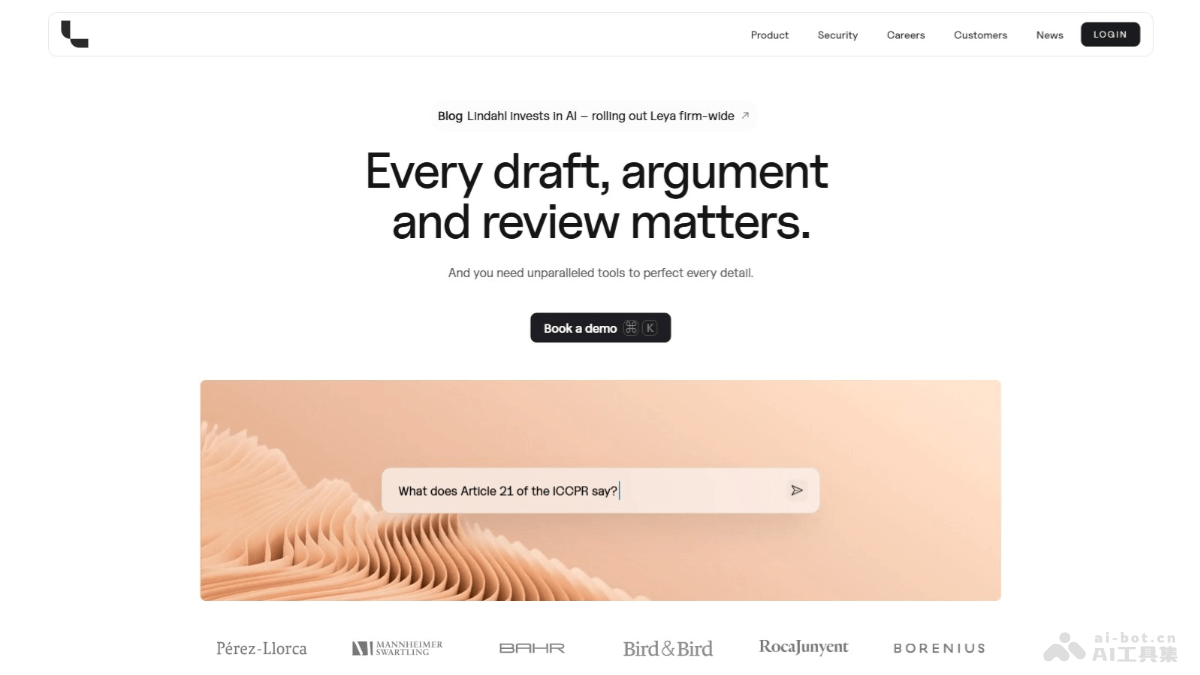 Product Security Careers Customers News LOGIN
Blog Lindahl invests in AI – rolling out Leya firm-wide ↗
Every draft, argument
and review matters.
And you need unparalleled tools to perfect every detail.
Book a demo ⌘ K
What does Article 21 of the ICCPR say?
Pérez-Llorca MANNHEIMER SWARTLING BAHR Bird & Bird RocaJunyent BORENIUS
ai-bot.cn
AI工具集